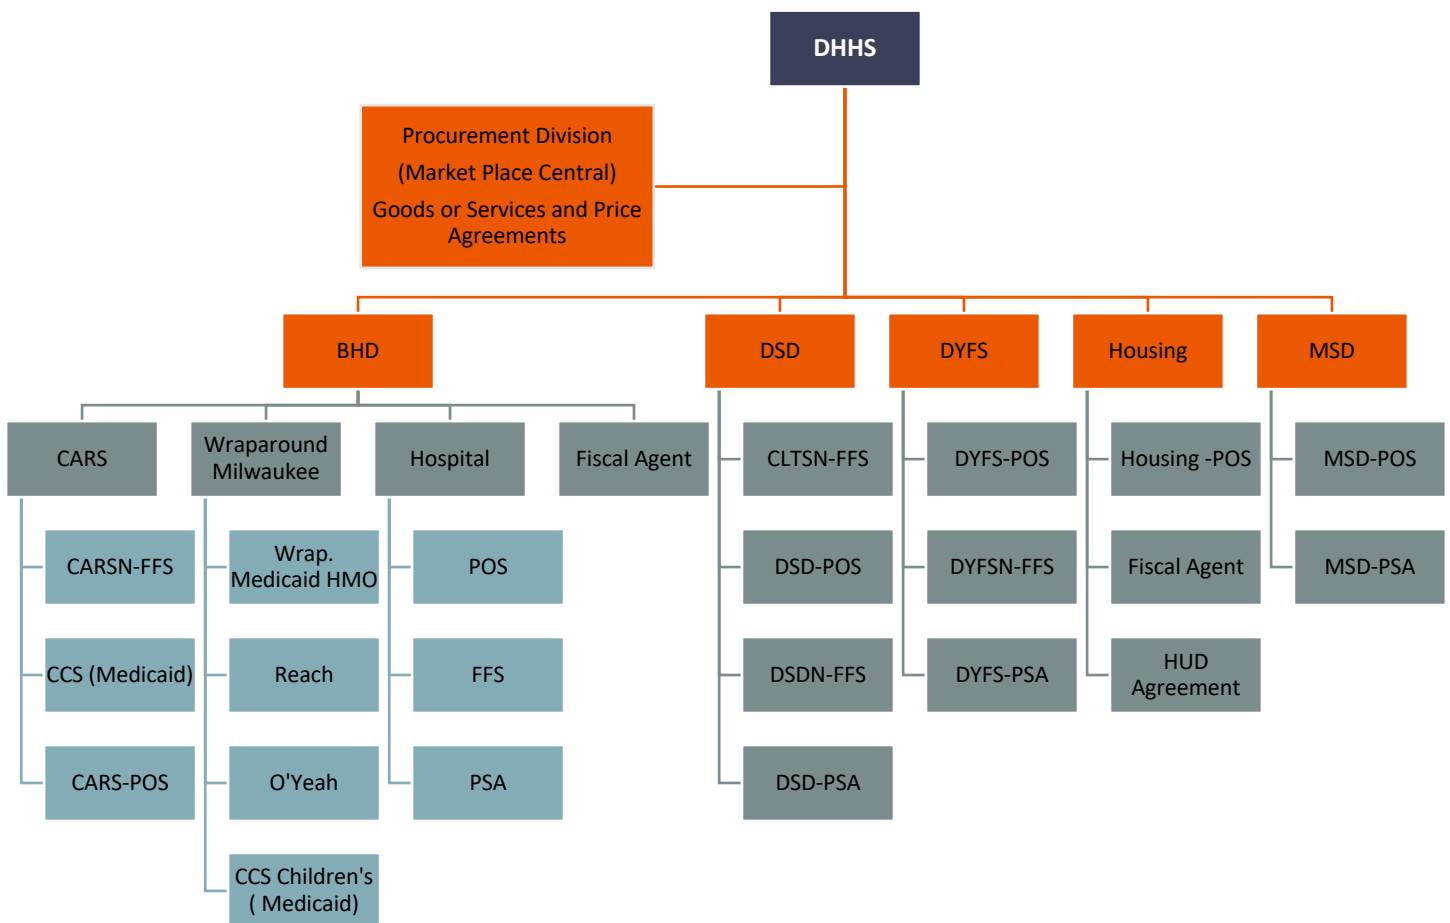 DHHS
Procurement Division
(Market Place Central)
Goods or Services and Price
Agreements
BHD
DSD
DYFS
Housing
MSD
CARS
Wraparound
Milwaukee
Hospital
Fiscal Agent
CLTSN-FFS
DYFS-POS
Housing -POS
MSD-POS
CARSN-FFS
Wrap.
Medicaid HMO
POS
DSD-POS
DYFSN-FFS
Fiscal Agent
MSD-PSA
CCS (Medicaid)
Reach
FFS
DSDN-FFS
DYFS-PSA
HUD
Agreement
CARS-POS
O'Yeah
PSA
DSD-PSA
CCS Children's
( Medicaid)